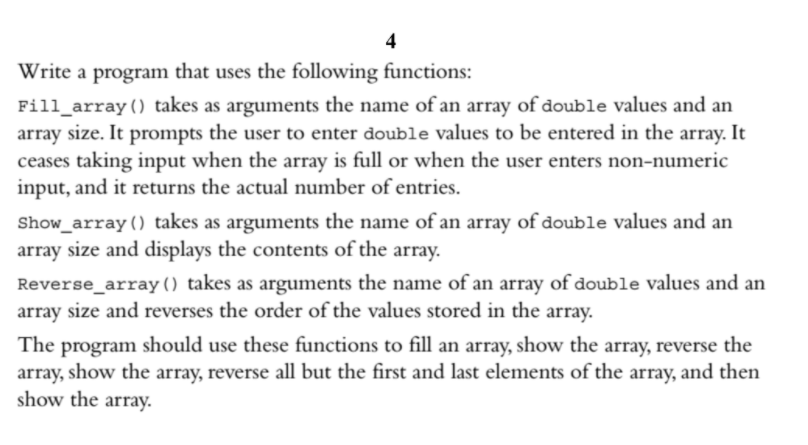 4
Write a program that uses the following functions:
Fill_array() takes as arguments the name of an array of double values and an
array size. It prompts the user to enter double values to be entered in the array. It
ceases taking input when the array is full or when the user enters non-numeric
input, and it returns the actual number of entries.
Show_array() takes as arguments the name of an array of double values and an
array size and displays the contents of the array.
Reverse_array() takes as arguments the name of an array of double values and an
array size and reverses the order of the values stored in the array.
The program should use these functions to fill an array, show the array, reverse the
array, show the array, reverse all but the first and last elements of the array, and then
show the array.